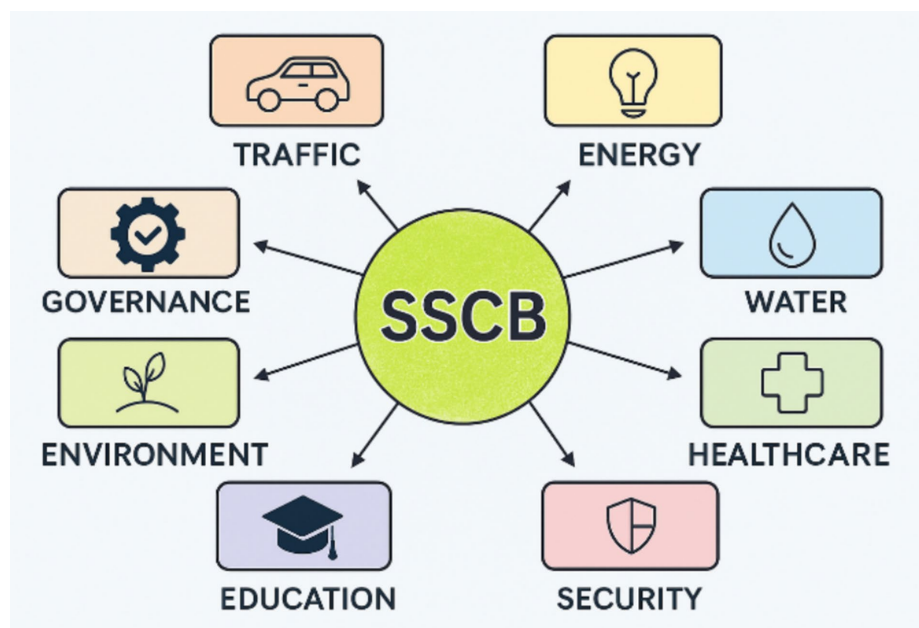 TRAFFIC
ENERGY
GOVERNANCE
WATER
SSCB
ENVIRONMENT
HEALTHCARE
EDUCATION
SECURITY